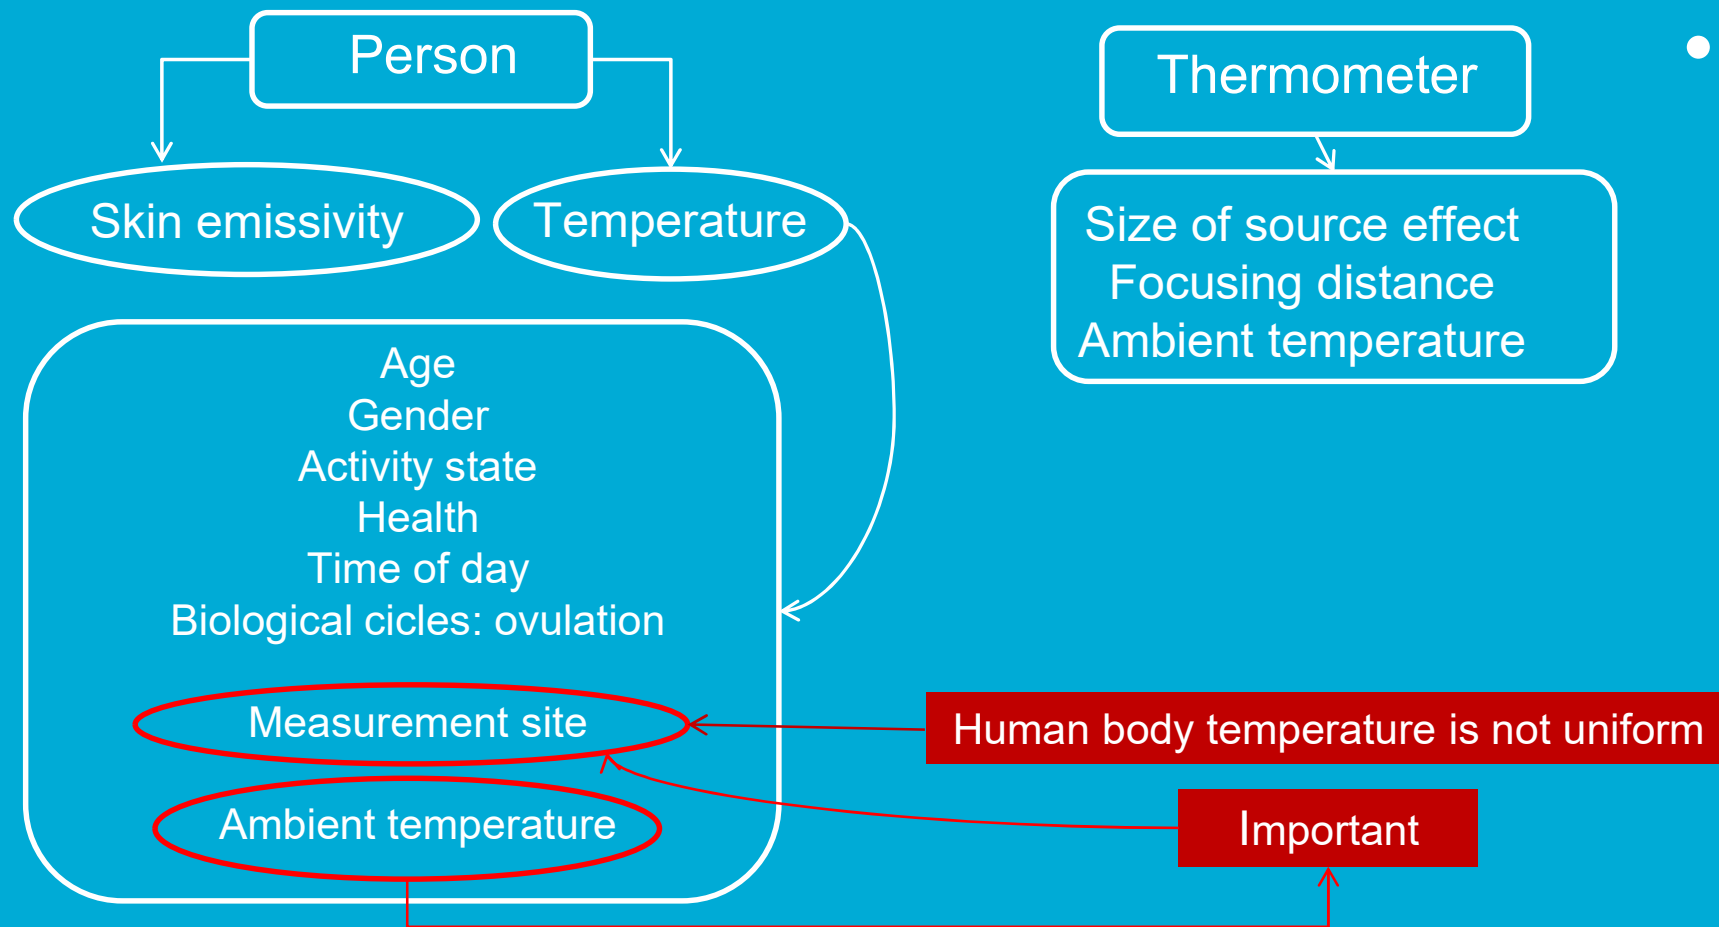 Person
Thermometer
•
Skin emissivity
Temperature
Size of source effect
Focusing distance
Ambient temperature
Age
Gender
Activity state
Health
Time of day
Biological cicles: ovulation
Measurement site
Human body temperature is not uniform
Ambient temperature
Important